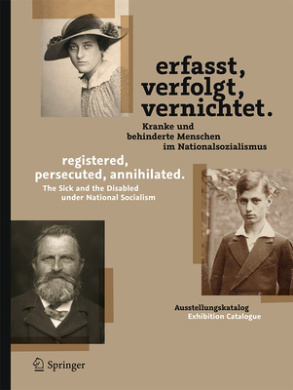 erfasst,
verfolgt,
vernichtet.
Kranke und
behinderte Menschen
im Nationalsozialismus
registered,
persecuted, annihilated.
The Sick and the Disabled
under National Socialism
Ausstellungskatalog
Exhibition Catalogue
Springer